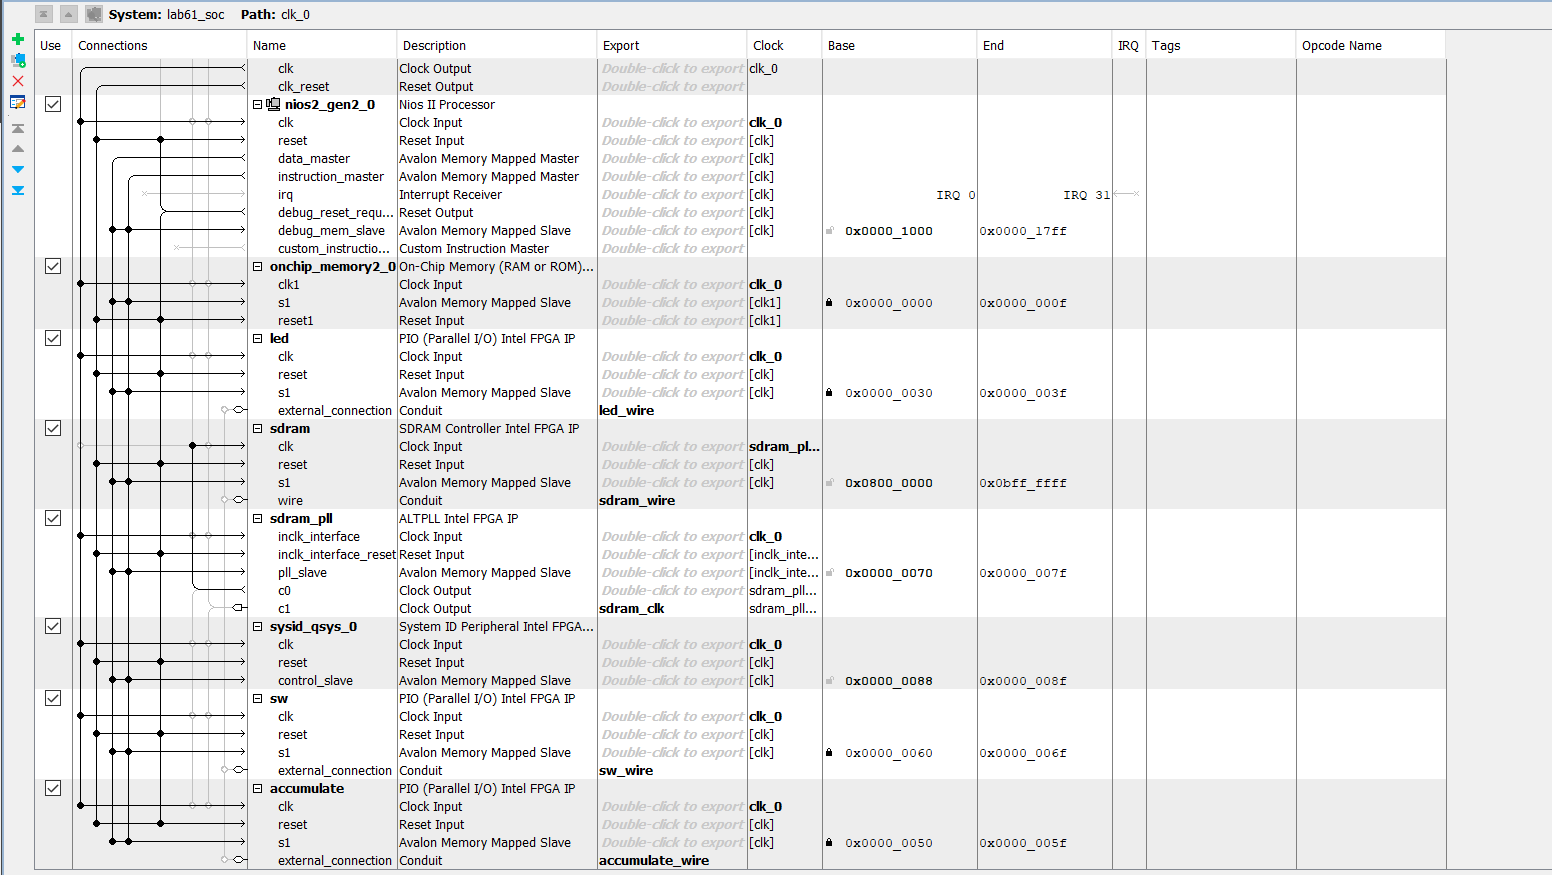 System: lab61_soc Path: clk_0
Use Connections Name Description Export Clock Base End IRQ Tags Opcode Name
clk Clock Output Double-click to export clk_0
clk_reset Reset Output Double-click to export
nios2_gen2_0 Nios II Processor
clk Clock Input Double-click to export clk_0
reset Reset Input Double-click to export [clk]
data_master Avalon Memory Mapped Master Double-click to export [clk]
instruction_master Avalon Memory Mapped Master Double-click to export [clk]
irq Interrupt Receiver Double-click to export [clk] IRQ 0 IRQ 31
debug_reset_requ... Reset Output Double-click to export [clk]
debug_mem_slave Avalon Memory Mapped Slave Double-click to export [clk] 0x0000_1000 0x0000_17ff
custom_instructio... Custom Instruction Master Double-click to export
onchip_memory2_0 On-Chip Memory (RAM or ROM)...
clk1 Clock Input Double-click to export clk_0
s1 Avalon Memory Mapped Slave Double-click to export [clk1] 0x0000_0000 0x0000_000f
reset1 Reset Input Double-click to export [clk1]
led PIO (Parallel I/O) Intel FPGA IP
clk Clock Input Double-click to export clk_0
reset Reset Input Double-click to export [clk]
s1 Avalon Memory Mapped Slave Double-click to export [clk] 0x0000_0030 0x0000_003f
external_connection Conduit led_wire
sdram SDRAM Controller Intel FPGA IP
clk Clock Input Double-click to export sdram_pl...
reset Reset Input Double-click to export [clk]
s1 Avalon Memory Mapped Slave Double-click to export [clk] 0x0800_0000 0x0bff_ffff
wire Conduit sdram_wire
sdram_pll ALTPLL Intel FPGA IP
inclk_interface Clock Input Double-click to export clk_0
inclk_interface_reset Reset Input Double-click to export [inclk_inte...
pll_slave Avalon Memory Mapped Slave Double-click to export [inclk_inte... 0x0000_0070 0x0000_007f
c0 Clock Output Double-click to export sdram_pll...
c1 Clock Output sdram_clk sdram_pll...
sysid_qsys_0 System ID Peripheral Intel FPGA...
clk Clock Input Double-click to export clk_0
reset Reset Input Double-click to export [clk]
control_slave Avalon Memory Mapped Slave Double-click to export [clk] 0x0000_0088 0x0000_008f
sw PIO (Parallel I/O) Intel FPGA IP
clk Clock Input Double-click to export clk_0
reset Reset Input Double-click to export [clk]
s1 Avalon Memory Mapped Slave Double-click to export [clk] 0x0000_0060 0x0000_006f
external_connection Conduit sw_wire
accumulate PIO (Parallel I/O) Intel FPGA IP
clk Clock Input Double-click to export clk_0
reset Reset Input Double-click to export [clk]
s1 Avalon Memory Mapped Slave Double-click to export [clk] 0x0000_0050 0x0000_005f
external_connection Conduit accumulate_wire